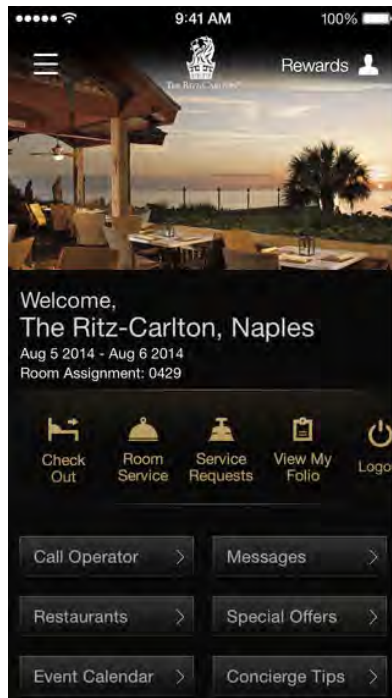 9:41 AM
100%
Rewards
THE RITZ-CARLTON®
Welcome,
The Ritz-Carlton, Naples
Aug 5 2014 - Aug 6 2014
Room Assignment: 0429
Check Out
Room Service
Service Requests
View My Folio
Logo
Call Operator
Messages
Restaurants
Special Offers
Event Calendar
Concierge Tips